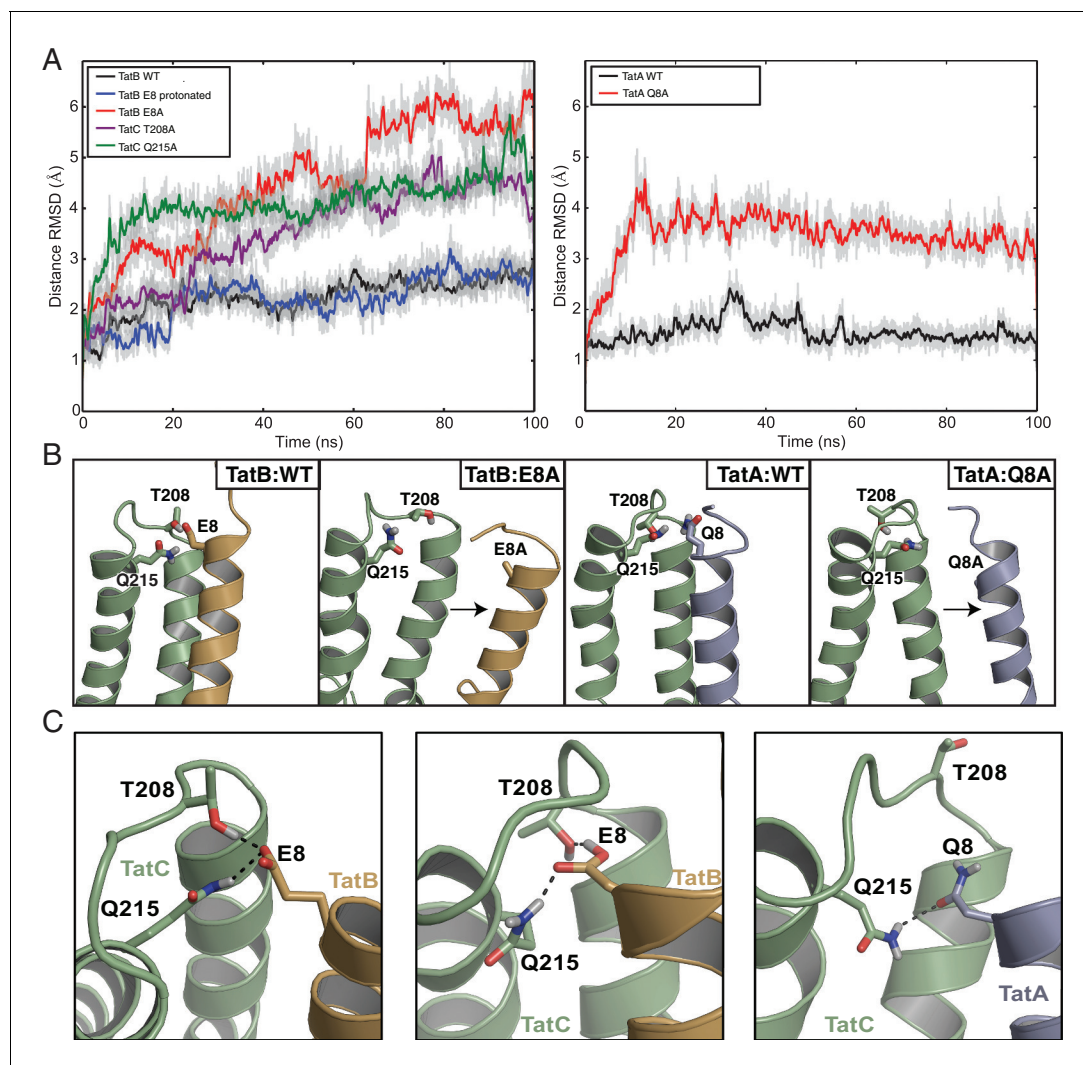 A
TatB WT
TatB E8 protonated
TatB E8A
TatC T208A
TatC Q215A
Distance RMSD (Å)
6
5
4
3
2
1
0
0 20 40 60 80 100
Time (ns)
TatA WT
TatA Q8A
Distance RMSD (Å)
6
5
4
3
2
1
0
0 20 40 60 80 100
Time (ns)
B
TatB:WT
T208
E8
Q215
TatB:E8A
T208
E8A
Q215
TatA:WT
T208
Q8
Q215
TatA:Q8A
T208
Q8A
Q215
C
T208
TatC
E8
TatB
Q215
E8
TatB
Q215
TatC
T208
Q8
Q215
TatA
TatC